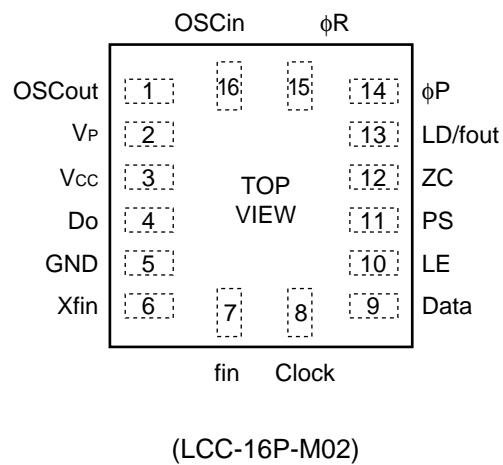 OSCin ϕR
OSCout 1 16 15 14 ϕP
VP 2 13 LD/fout
VCC 3 TOP 12 ZC
Do 4 VIEW 11 PS
GND 5 10 LE
Xfin 6 7 8 9 Data
fin Clock
(LCC-16P-M02)